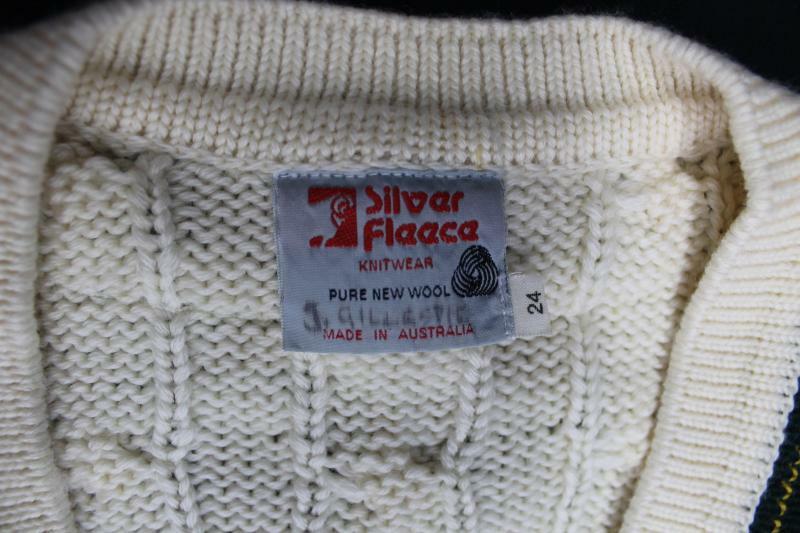 Silver
Fleece
KNITWEAR
PURE NEW WOOL
J. GILLESPIE
MADE IN AUSTRALIA
24